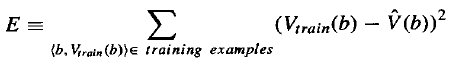 E ≡ ∑ (V_train(b) − V̂(b))²
⟨b, V_train(b)⟩∈ training examples